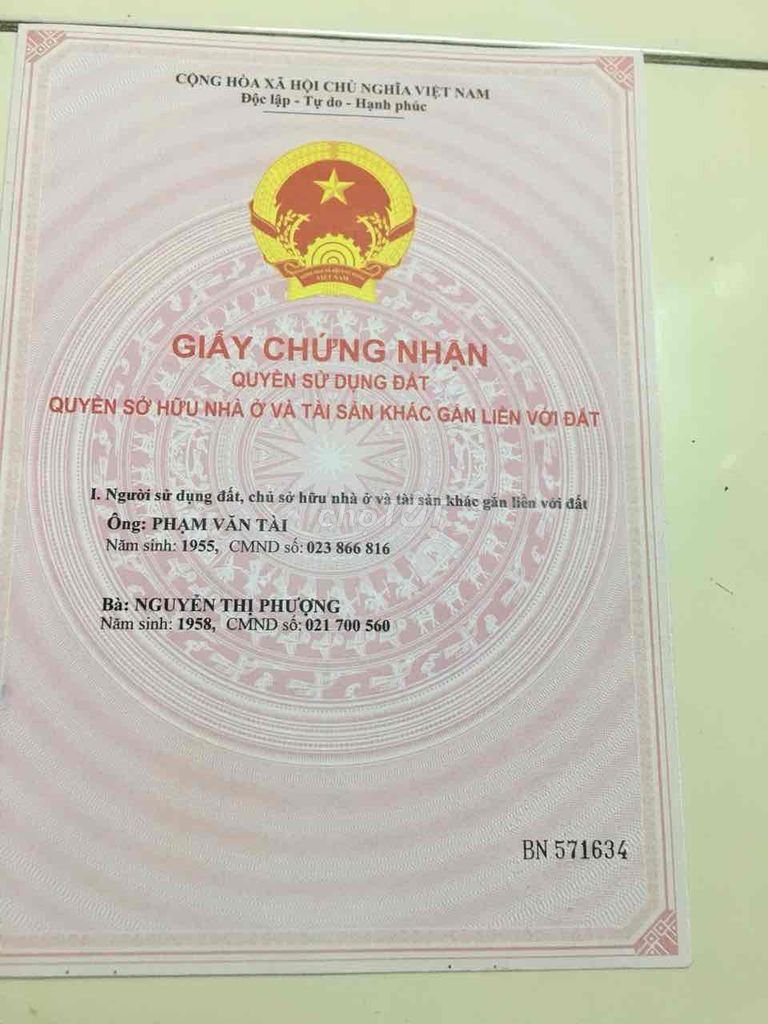 CỘNG HÒA XÃ HỘI CHỦ NGHĨA VIỆT NAM
Độc lập - Tự do - Hạnh phúc
VIỆT NAM
GIẤY CHỨNG NHẬN
QUYỀN SỬ DỤNG ĐẤT
QUYỀN SỞ HỮU NHÀ Ở VÀ TÀI SẢN KHÁC GẮN LIỀN VỚI ĐẤT
I. Người sử dụng đất, chủ sở hữu nhà ở và tài sản khác gắn liền với đất
Ông: PHẠM VĂN TÀI
Năm sinh: 1955, CMND số: 023 866 816
Bà: NGUYỄN THỊ PHƯỢNG
Năm sinh: 1958, CMND số: 021 700 560
BN 571634